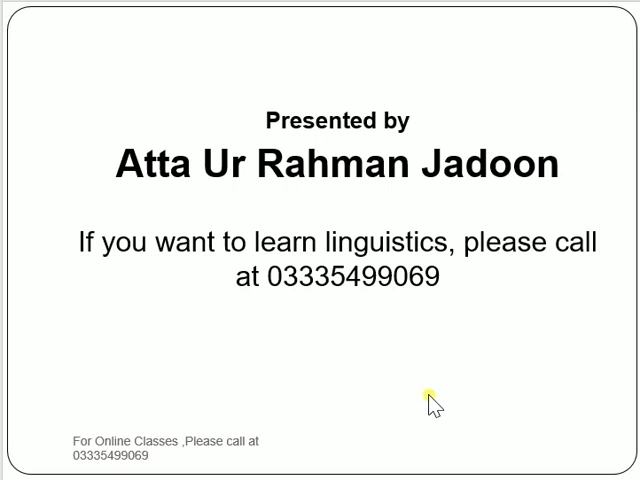 Presented by
Atta Ur Rahman Jadoon
If you want to learn linguistics, please call
at 03335499069
For Online Classes ,Please call at
03335499069